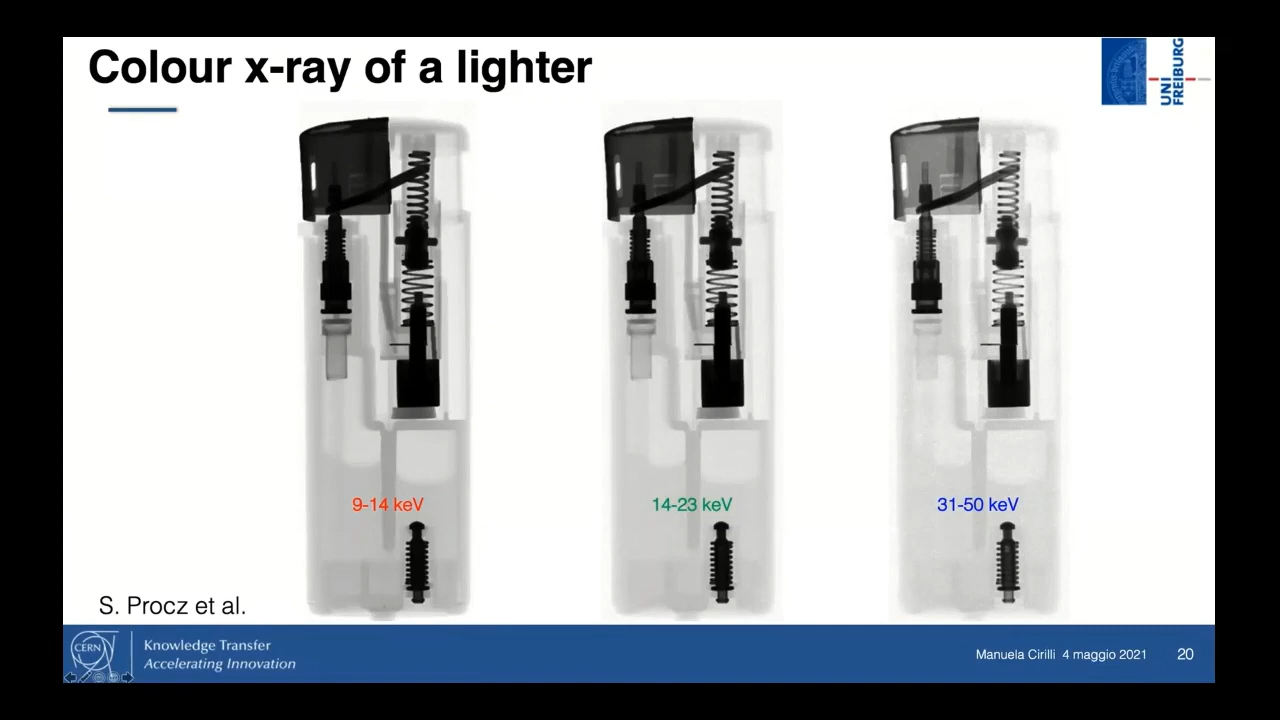 Colour x-ray of a lighter
UNI
FREIBURG
9-14 keV
14-23 keV
31-50 keV
S. Procz et al.
CERN
Knowledge Transfer
Accelerating Innovation
Manuela Cirilli 4 maggio 2021
20